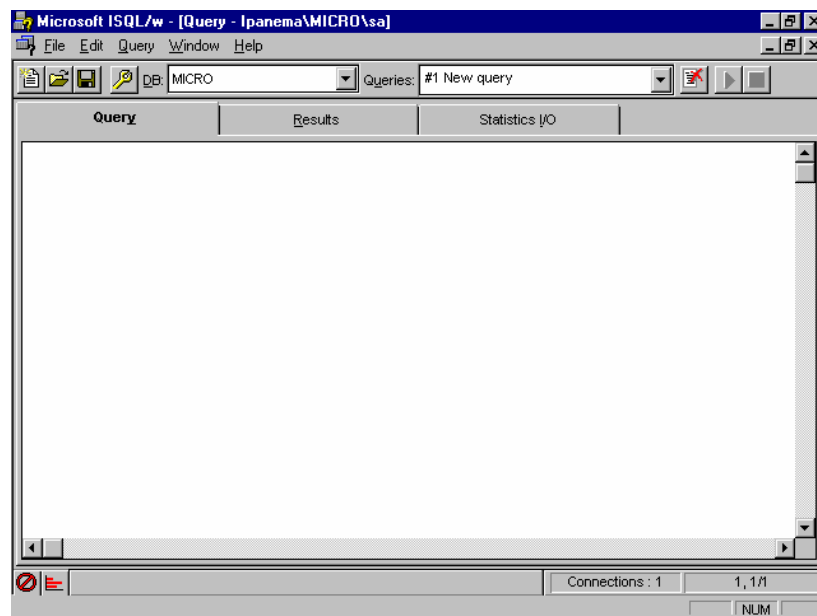 Microsoft ISQL/w - [Query - Ipanema\MICRO\sa]
File Edit Query Window Help
DB: MICRO Queries: #1 New query
Query Results Statistics I/O
Connections : 1 1, 1/1
NUM